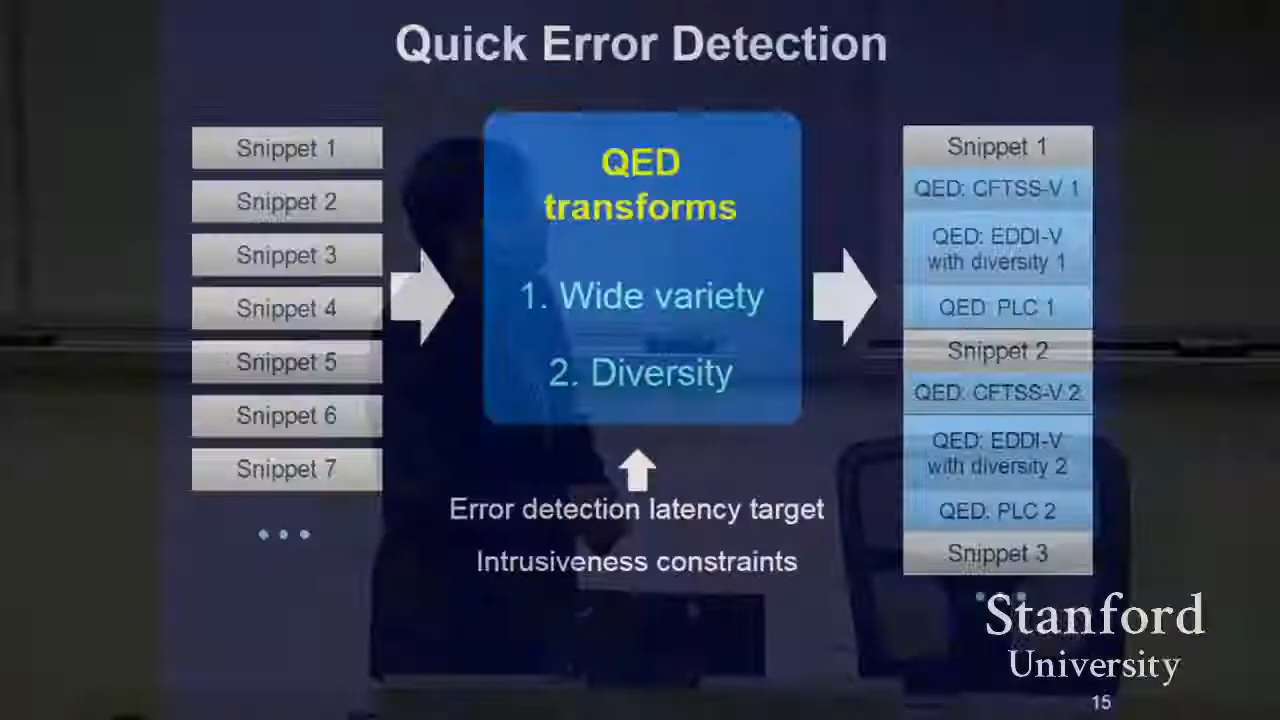 Quick Error Detection
Snippet 1
Snippet 2
Snippet 3
Snippet 4
Snippet 5
Snippet 6
Snippet 7
QED
transforms
1. Wide variety
2. Diversity
Error detection latency target
Intrusiveness constraints
Snippet 1
QED: CFTSS-V 1
QED: EDDI-V
with diversity 1
QED: PLC 1
Snippet 2
QED: CFTSS-V 2
QED: EDDI-V
with diversity 2
QED: PLC 2
Snippet 3
Stanford
University
15